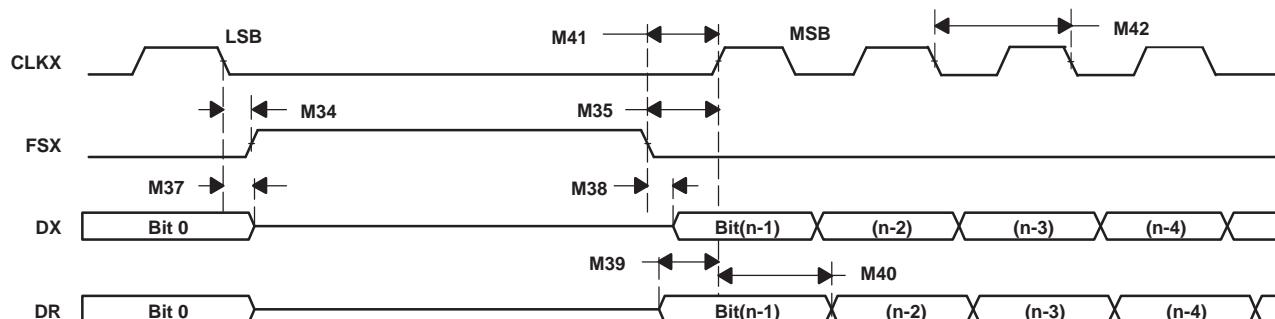 LSB
M41
MSB
M42
CLKX
M34
M35
FSX
M37
M38
DX
Bit 0
Bit(n-1)
(n-2)
(n-3)
(n-4)
M39
M40
DR
Bit 0
Bit(n-1)
(n-2)
(n-3)
(n-4)